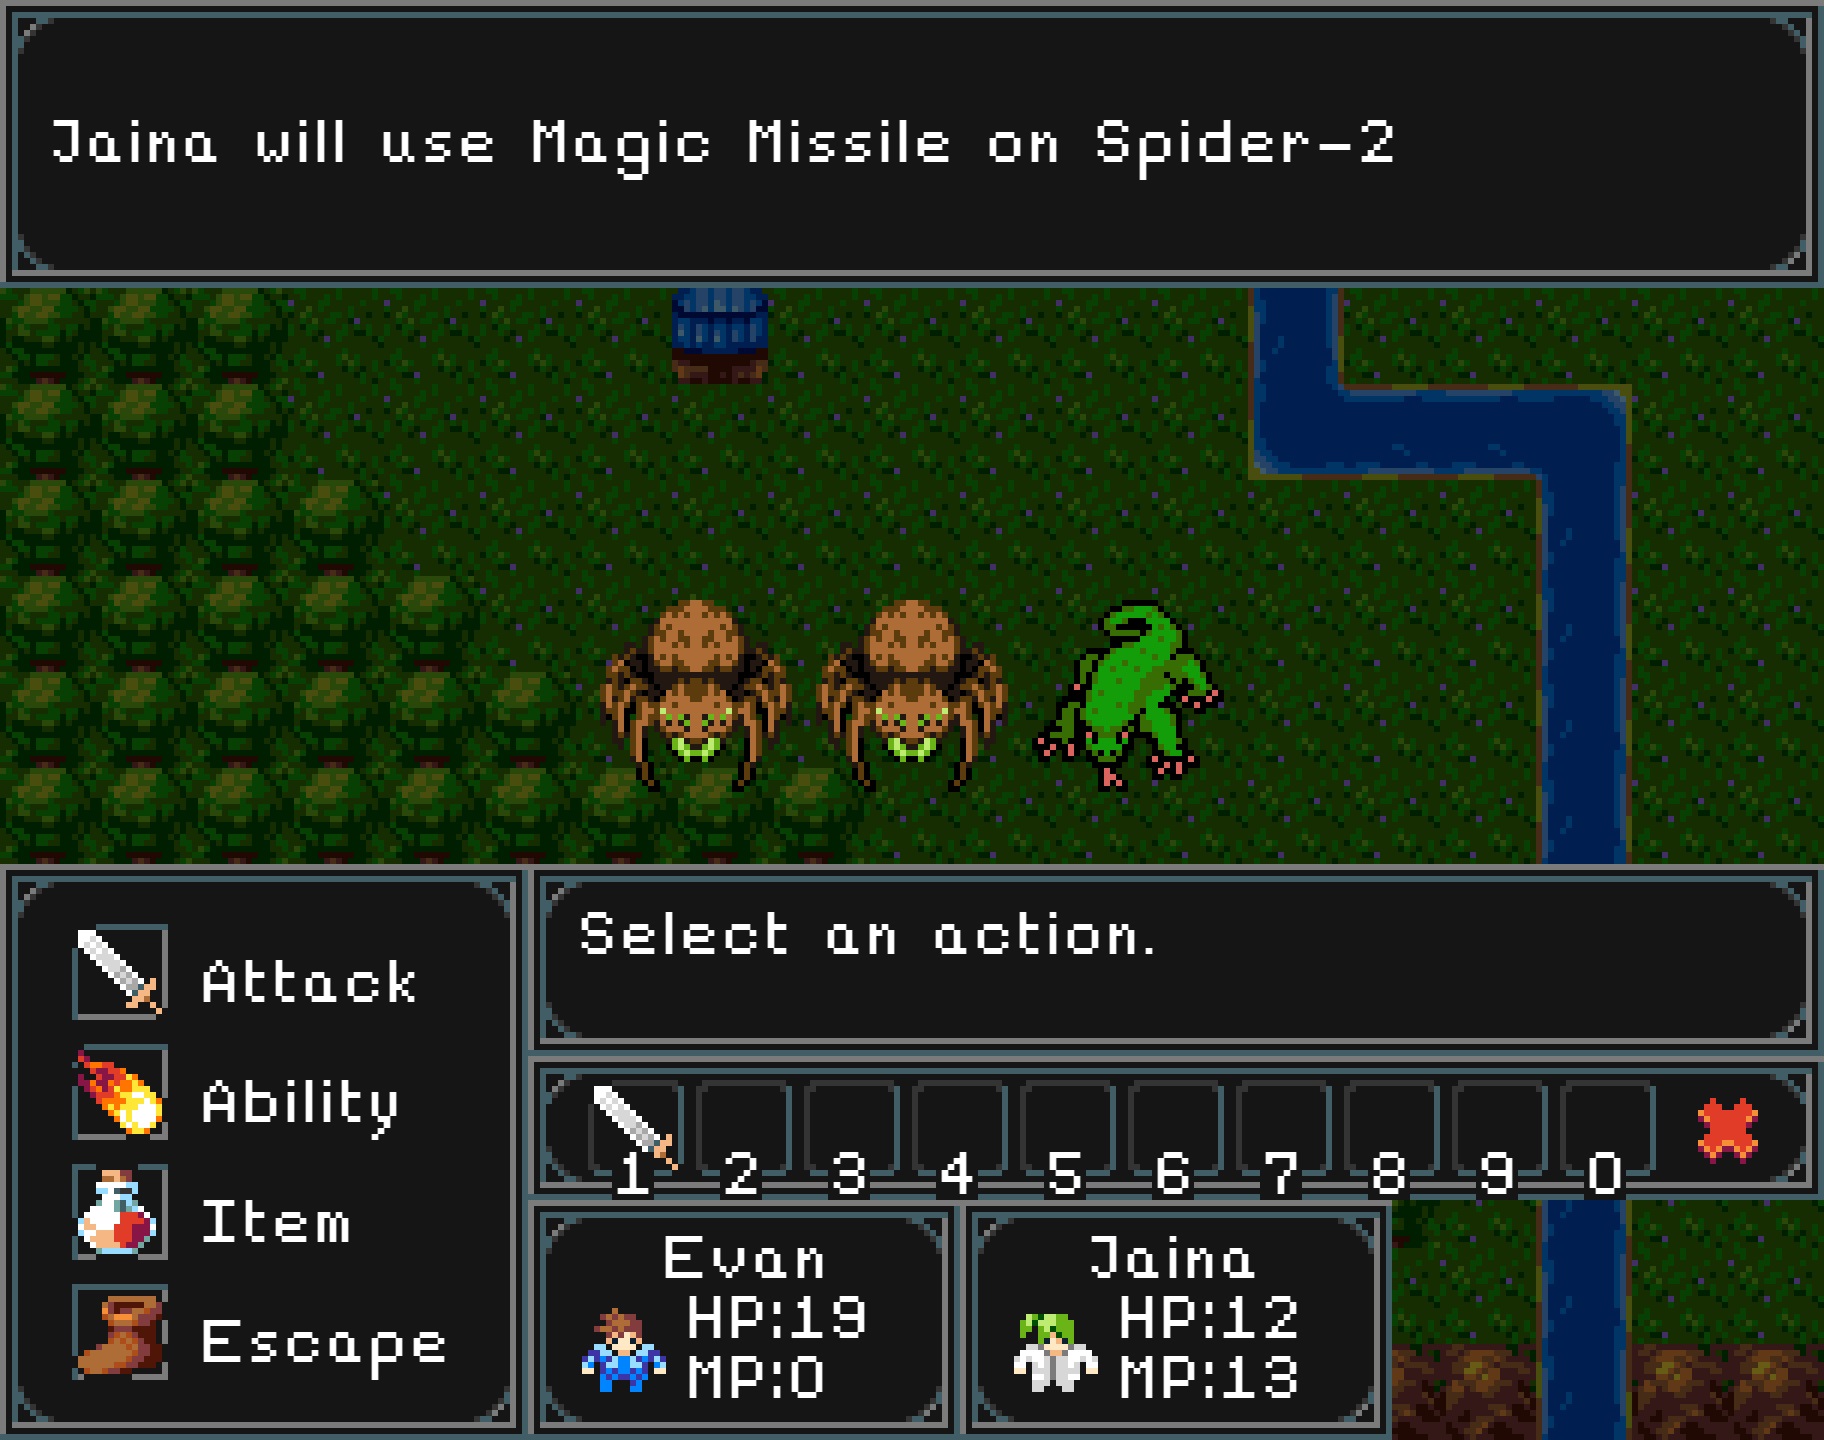 Jaina will use Magic Missile on Spider-2
Attack
Ability
Item
Escape
Select an action.
1 2 3 4 5 6 7 8 9 0
Evan
HP:19
MP:0
Jaina
HP:12
MP:13